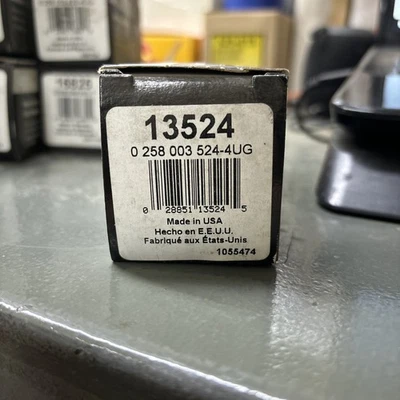 13524
0 258 003 524-4UG
0 28851 13524 5
Made in USA
Hecho en E.E.U.U.
Fabriqué aux États-Unis
1055474